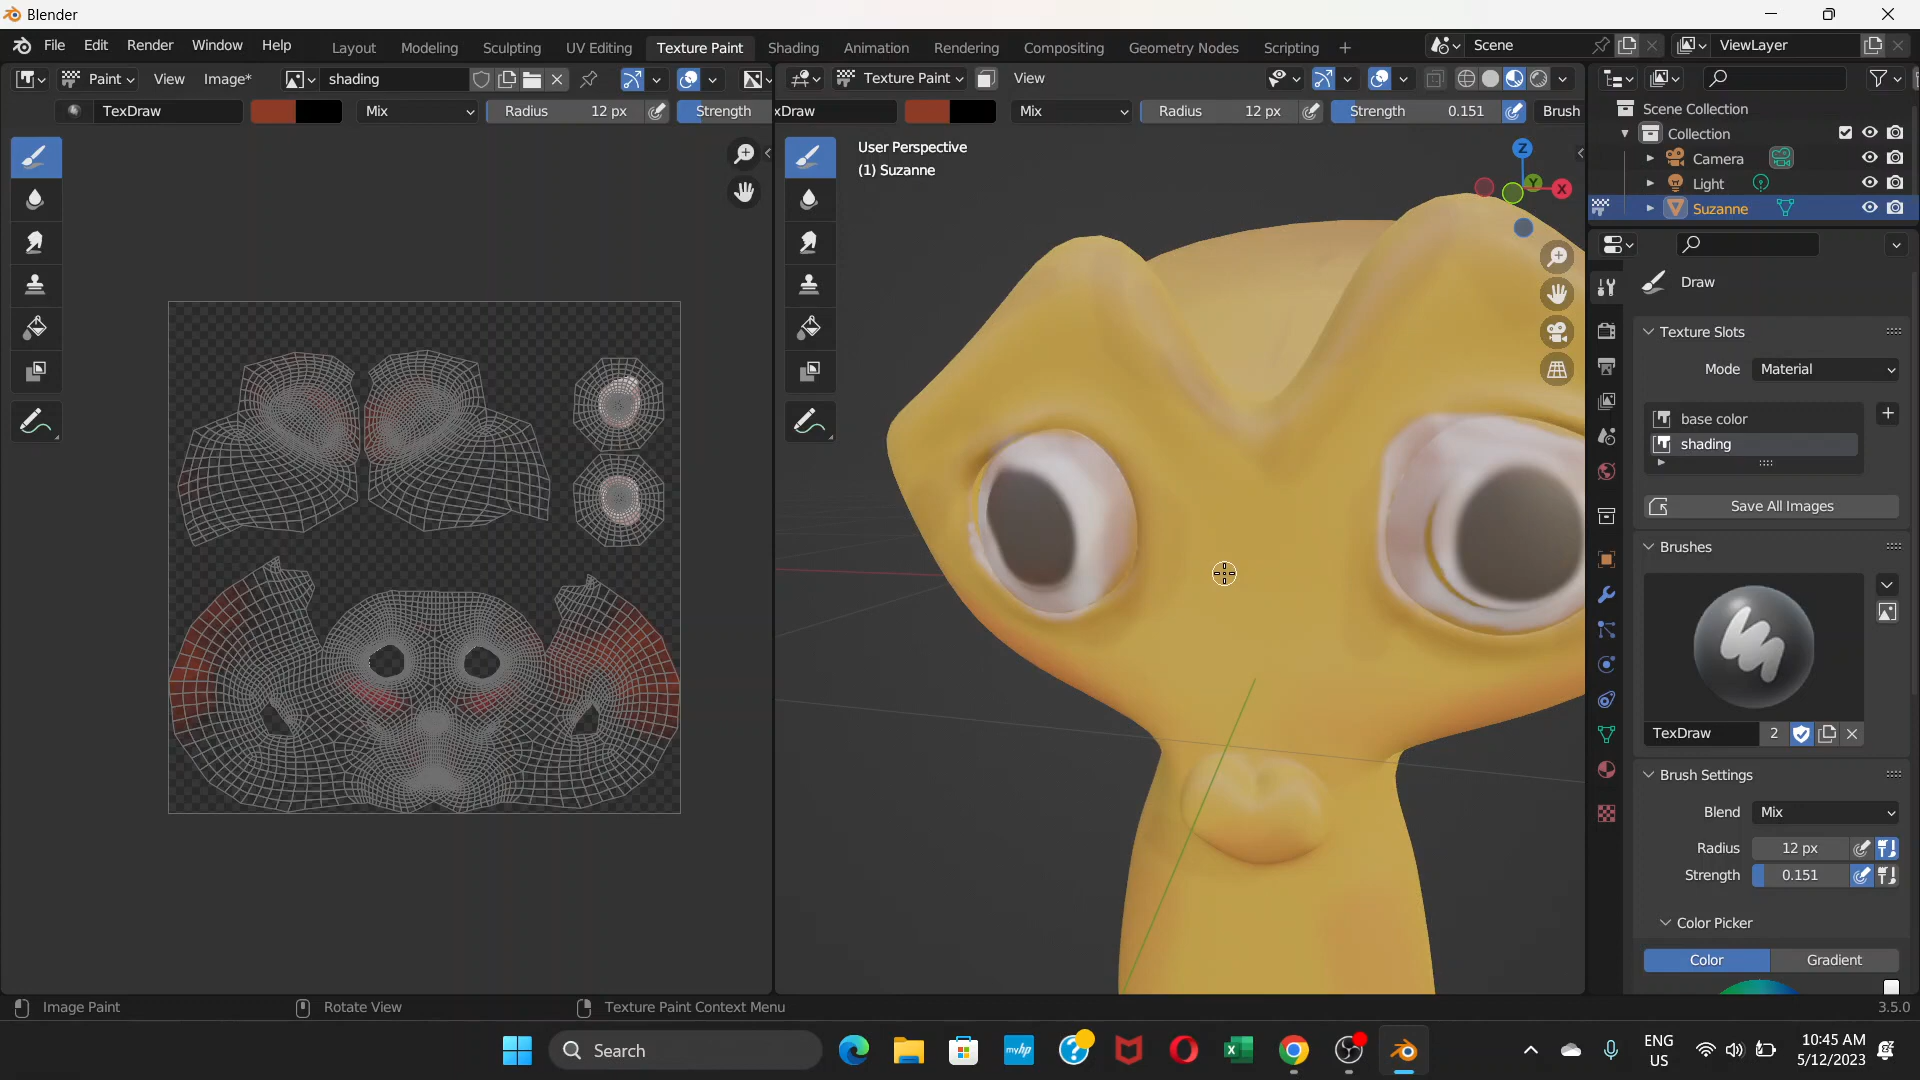 Blender
File Edit Render Window Help Layout Modeling Sculpting UV Editing Texture Paint Shading Animation Rendering Compositing Geometry Nodes Scripting + Scene ViewLayer
Paint View Image* shading Texture Paint View
TexDraw Mix Radius 12 px Strength xDraw Mix Radius 12 px Strength 0.151 Brush
User Perspective
(1) Suzanne
Z
Y
X
Scene Collection
Collection
Camera
Light
Suzanne
Draw
Texture Slots
Mode Material
base color
shading
Save All Images
Brushes
TexDraw 2
Brush Settings
Blend Mix
Radius 12 px
Strength 0.151
Color Picker
Color Gradient
Image Paint Rotate View Texture Paint Context Menu 3.5.0
Search
myhp
ENG
US
10:45 AM
5/12/2023